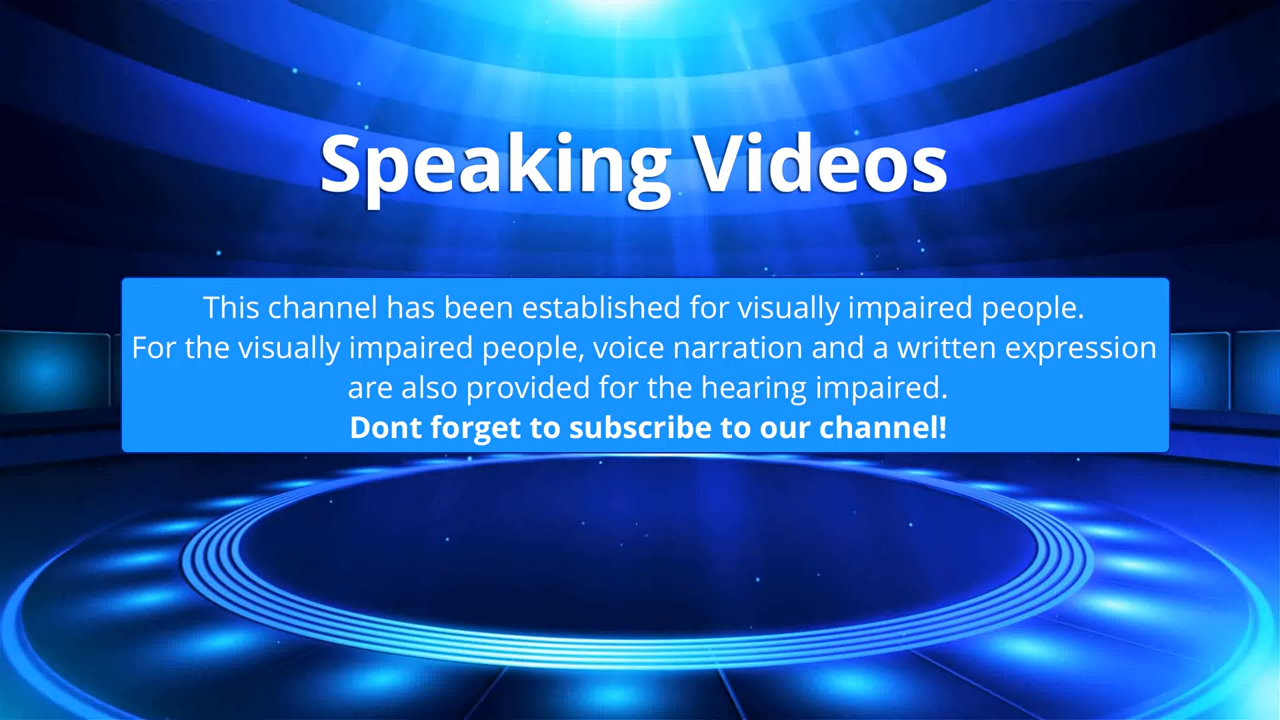 Speaking Videos
This channel has been established for visually impaired people.
For the visually impaired people, voice narration and a written expression
are also provided for the hearing impaired.
Dont forget to subscribe to our channel!